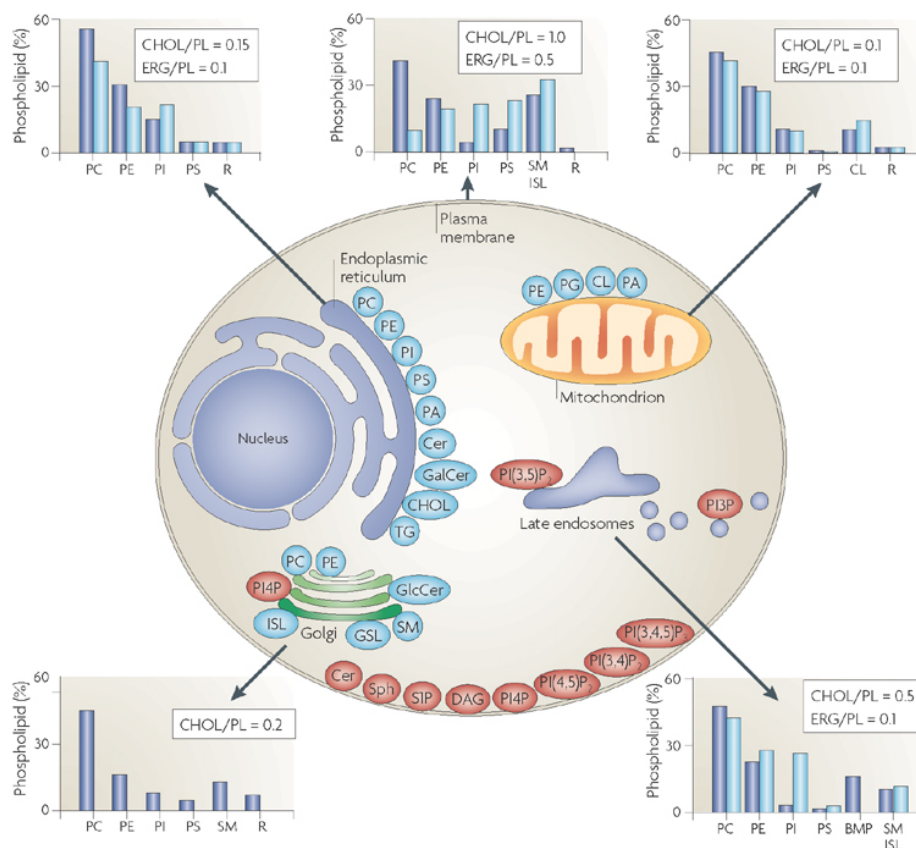 Phospholipid (%)
60
30
0
CHOL/PL = 0.15
ERG/PL = 0.1
PC PE PI PS R
Phospholipid (%)
60
30
0
CHOL/PL = 1.0
ERG/PL = 0.5
PC PE PI PS SM R
ISL
Phospholipid (%)
60
30
0
CHOL/PL = 0.1
ERG/PL = 0.1
PC PE PI PS CL R
Plasma
membrane
Endoplasmic
reticulum
PC
PE
PI
PS
PA
Cer
GalCer
CHOL
TG
Nucleus
PE PG CL PA
Mitochondrion
PI(3,5)P₂
Late endosomes
PI3P
PC PE
PI4P
GlcCer
ISL
Golgi
GSL
SM
Cer
Sph
S1P
DAG
PI4P
PI(4,5)P₂
PI(3,4)P₂
PI(3,4,5)P
Phospholipid (%)
60
30
0
CHOL/PL = 0.2
PC PE PI PS SM R
Phospholipid (%)
60
30
0
CHOL/PL = 0.5
ERG/PL = 0.1
PC PE PI PS BMP SM
ISL